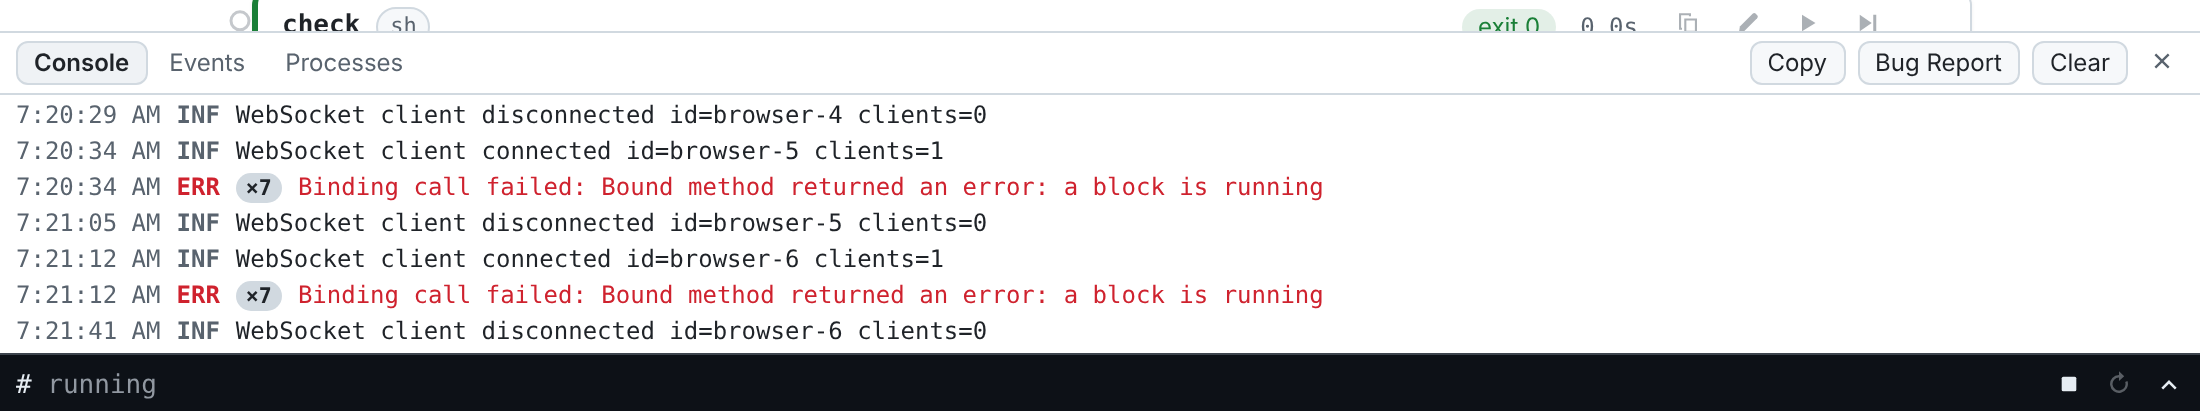 check sh exit 0 0.0s
Console Events Processes Copy Bug Report Clear ×
7:20:29 AM INF WebSocket client disconnected id=browser-4 clients=0
7:20:34 AM INF WebSocket client connected id=browser-5 clients=1
7:20:34 AM ERR ×7 Binding call failed: Bound method returned an error: a block is running
7:21:05 AM INF WebSocket client disconnected id=browser-5 clients=0
7:21:12 AM INF WebSocket client connected id=browser-6 clients=1
7:21:12 AM ERR ×7 Binding call failed: Bound method returned an error: a block is running
7:21:41 AM INF WebSocket client disconnected id=browser-6 clients=0
# running